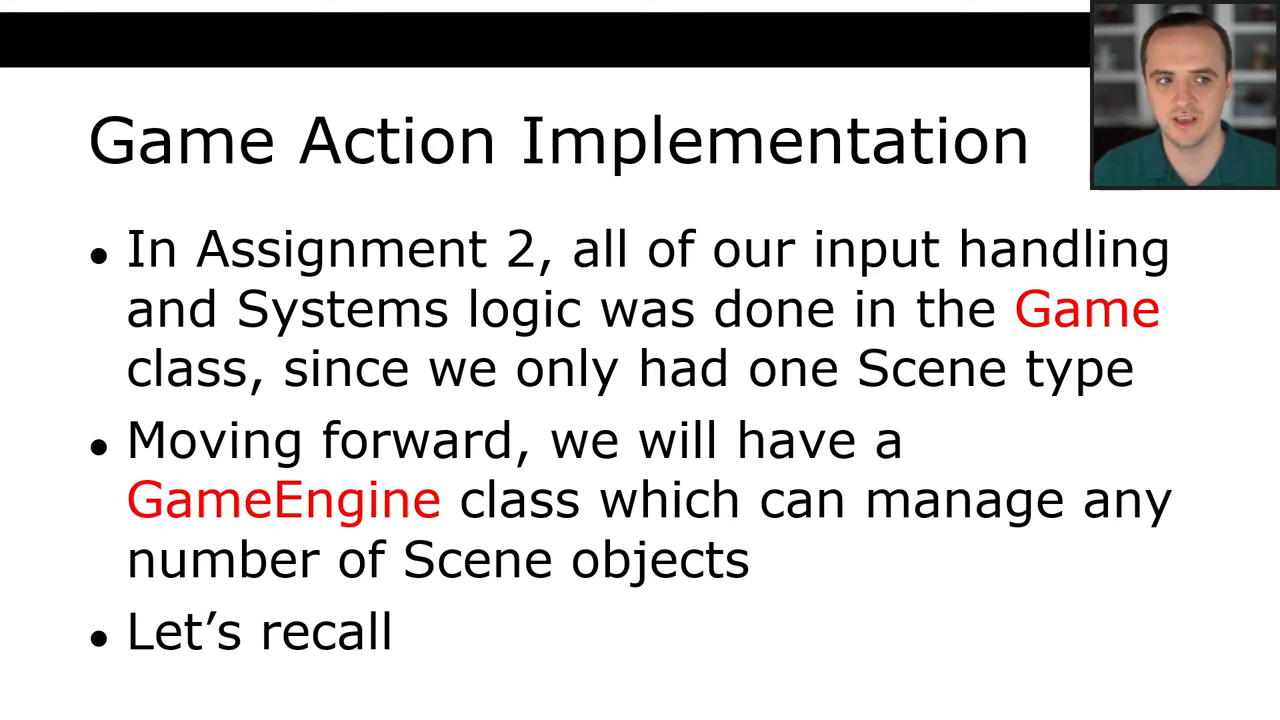 Game Action Implementation
● In Assignment 2, all of our input handling
and Systems logic was done in the Game
class, since we only had one Scene type
● Moving forward, we will have a
GameEngine class which can manage any
number of Scene objects
● Let’s recall